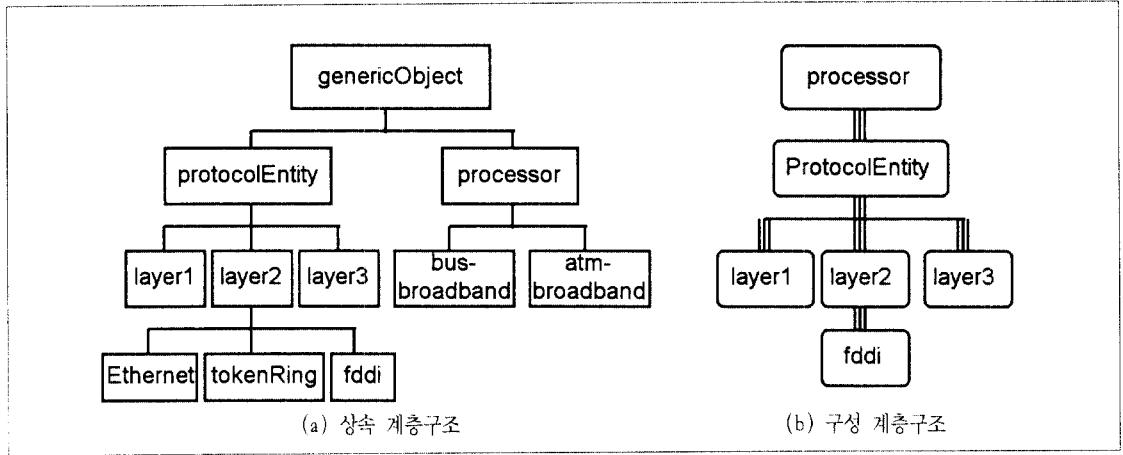 genericObject
protocolEntity
processor
layer1
layer2
layer3
bus-
broadband
atm-
broadband
Ethernet
tokenRing
fddi
(a) 상속 계층구조
processor
ProtocolEntity
layer1
layer2
layer3
fddi
(b) 구성 계층구조